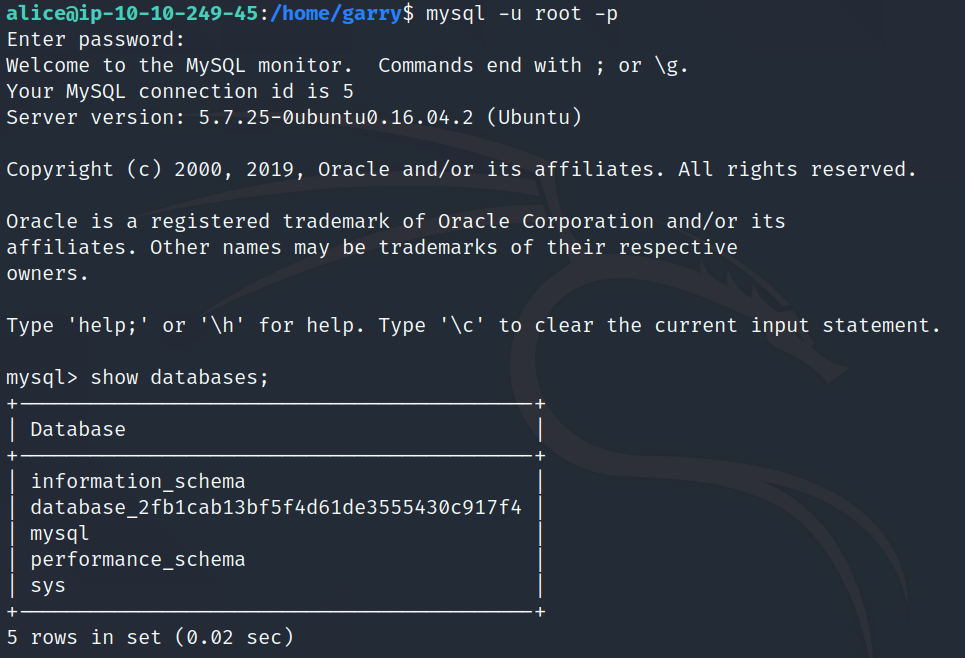 alice@ip-10-10-249-45:/home/garry$ mysql -u root -p
Enter password:
Welcome to the MySQL monitor.  Commands end with ; or \g.
Your MySQL connection id is 5
Server version: 5.7.25-0ubuntu0.16.04.2 (Ubuntu)
Copyright (c) 2000, 2019, Oracle and/or its affiliates. All rights reserved.
Oracle is a registered trademark of Oracle Corporation and/or its
affiliates. Other names may be trademarks of their respective
owners.
Type 'help;' or '\h' for help. Type '\c' to clear the current input statement.
mysql> show databases;
+--------------------------------------------+
| Database                                   |
+--------------------------------------------+
| information_schema                         |
| database_2fb1cab13bf5f4d61de3555430c917f4  |
| mysql                                      |
| performance_schema                         |
| sys                                        |
+--------------------------------------------+
5 rows in set (0.02 sec)